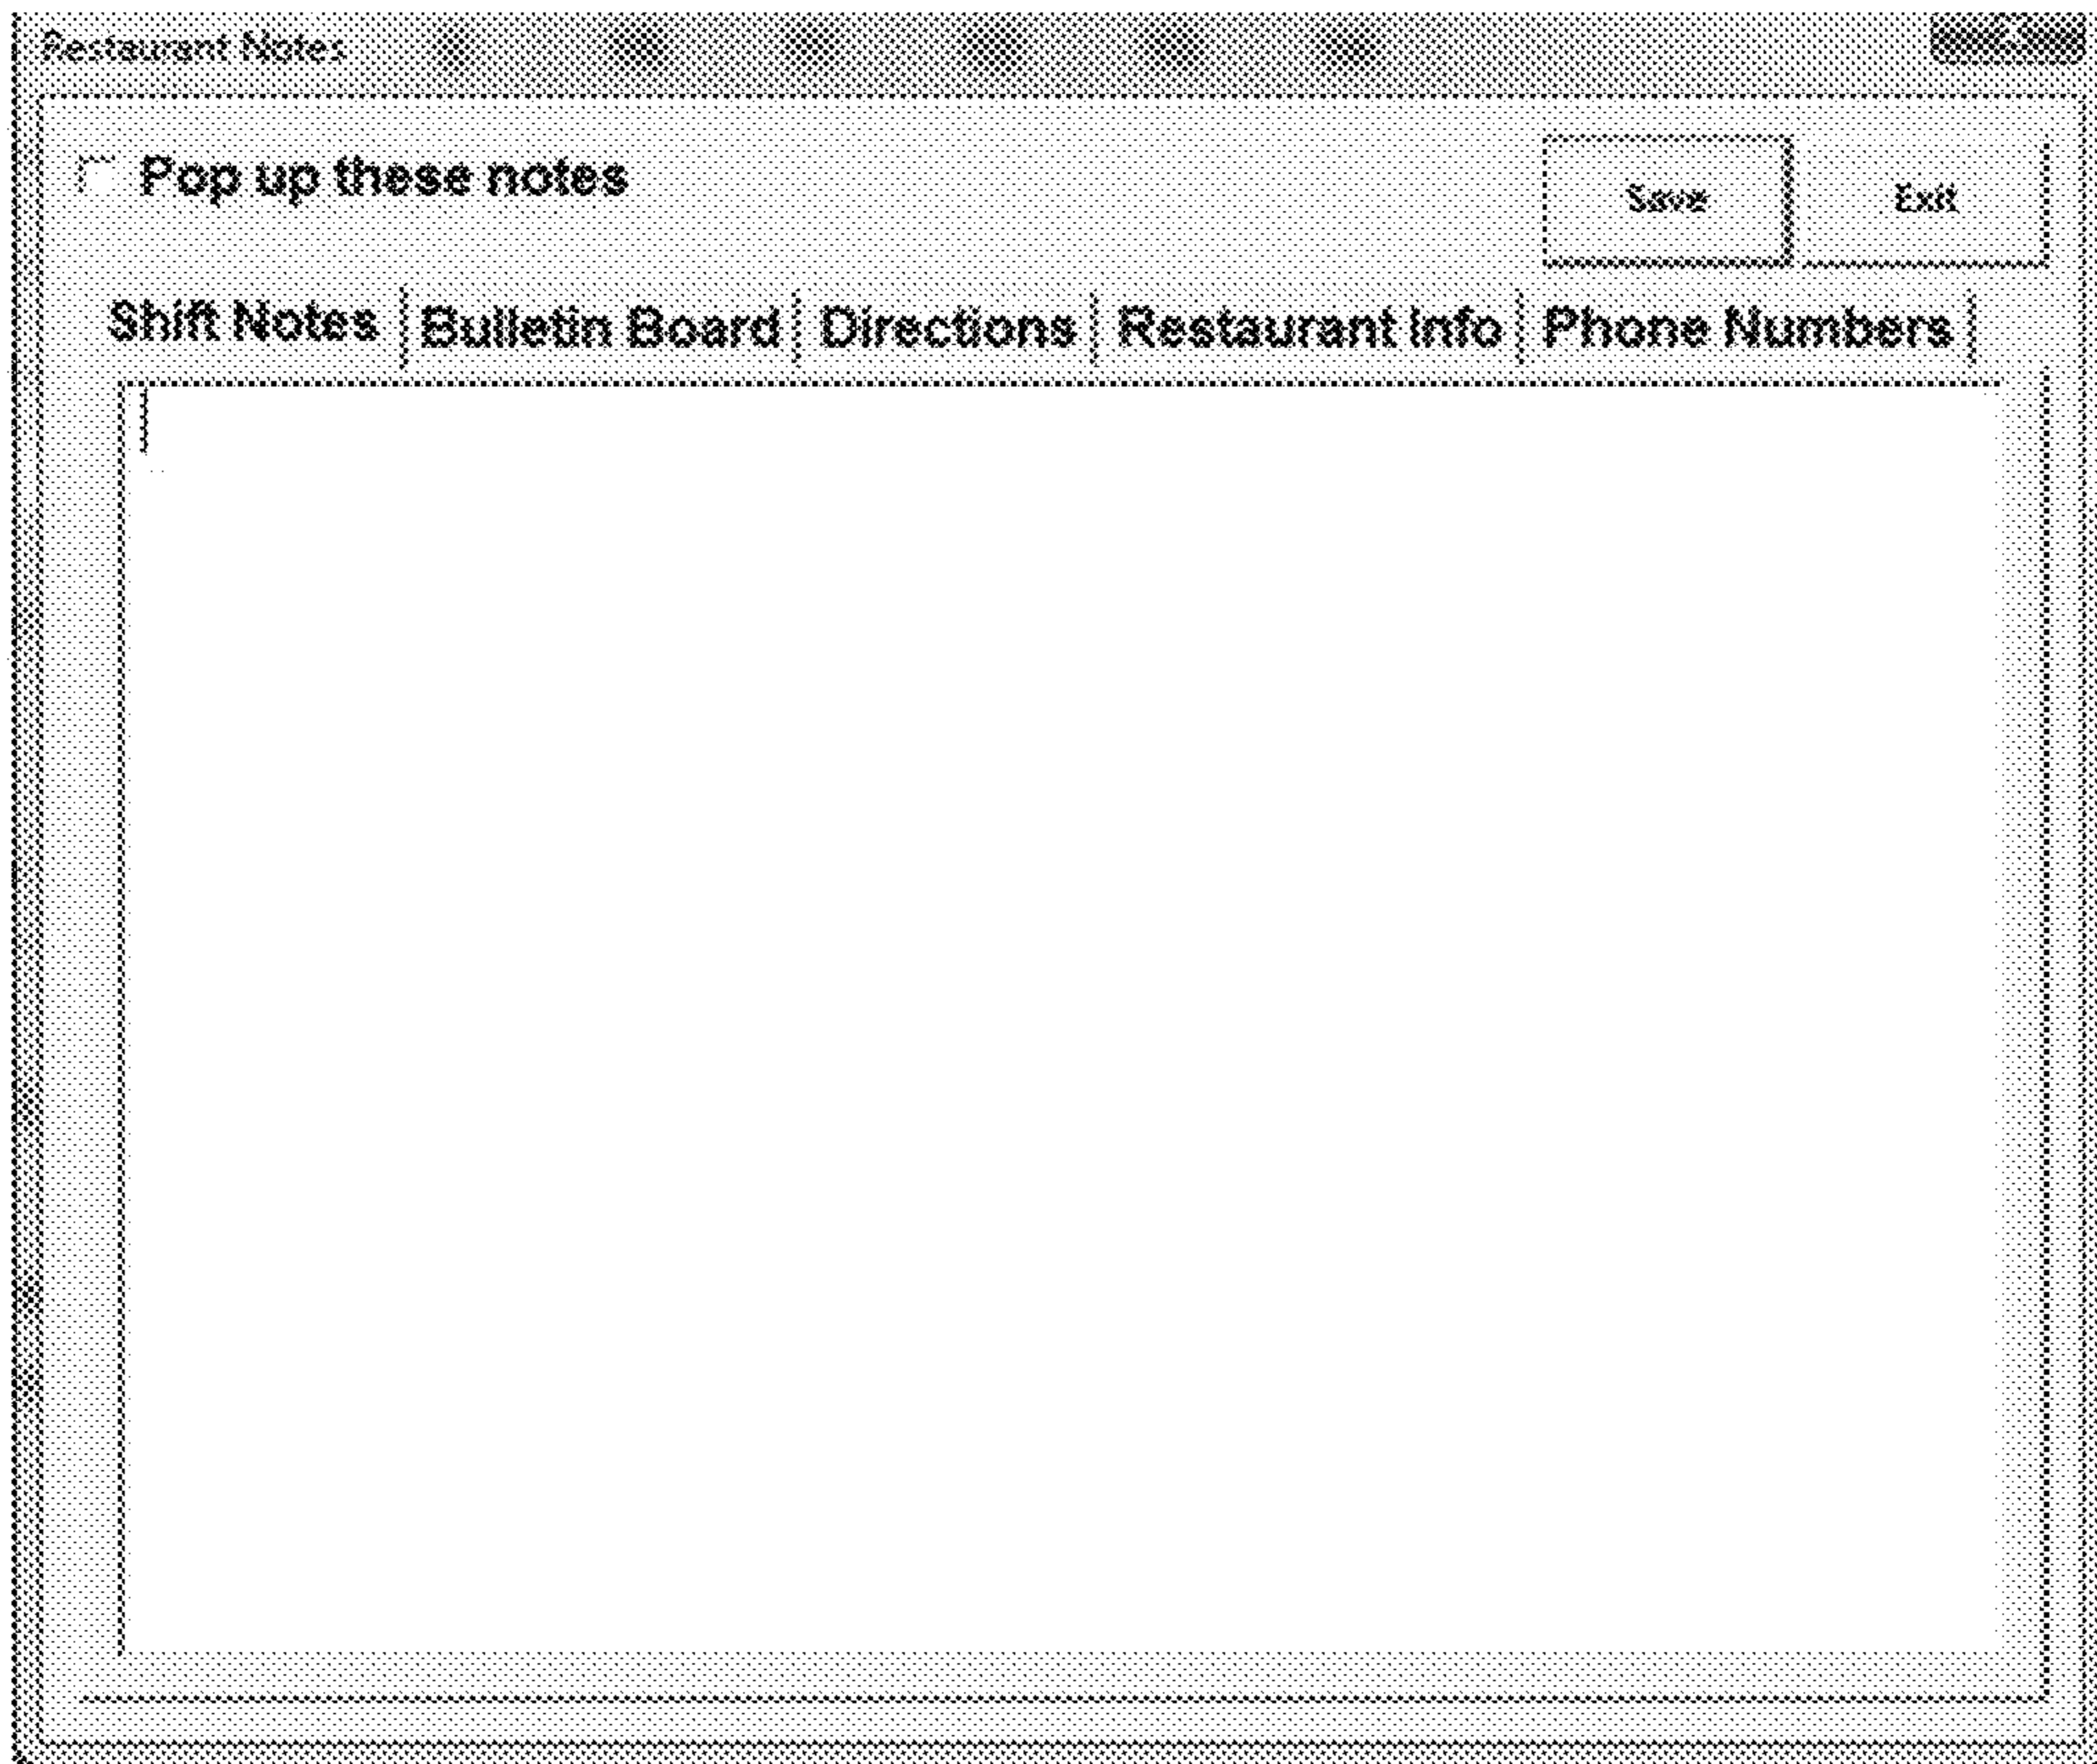 Restaurant Notes
Pop up these notes
Save Exit
Shift Notes Bulletin Board Directions Restaurant Info Phone Numbers